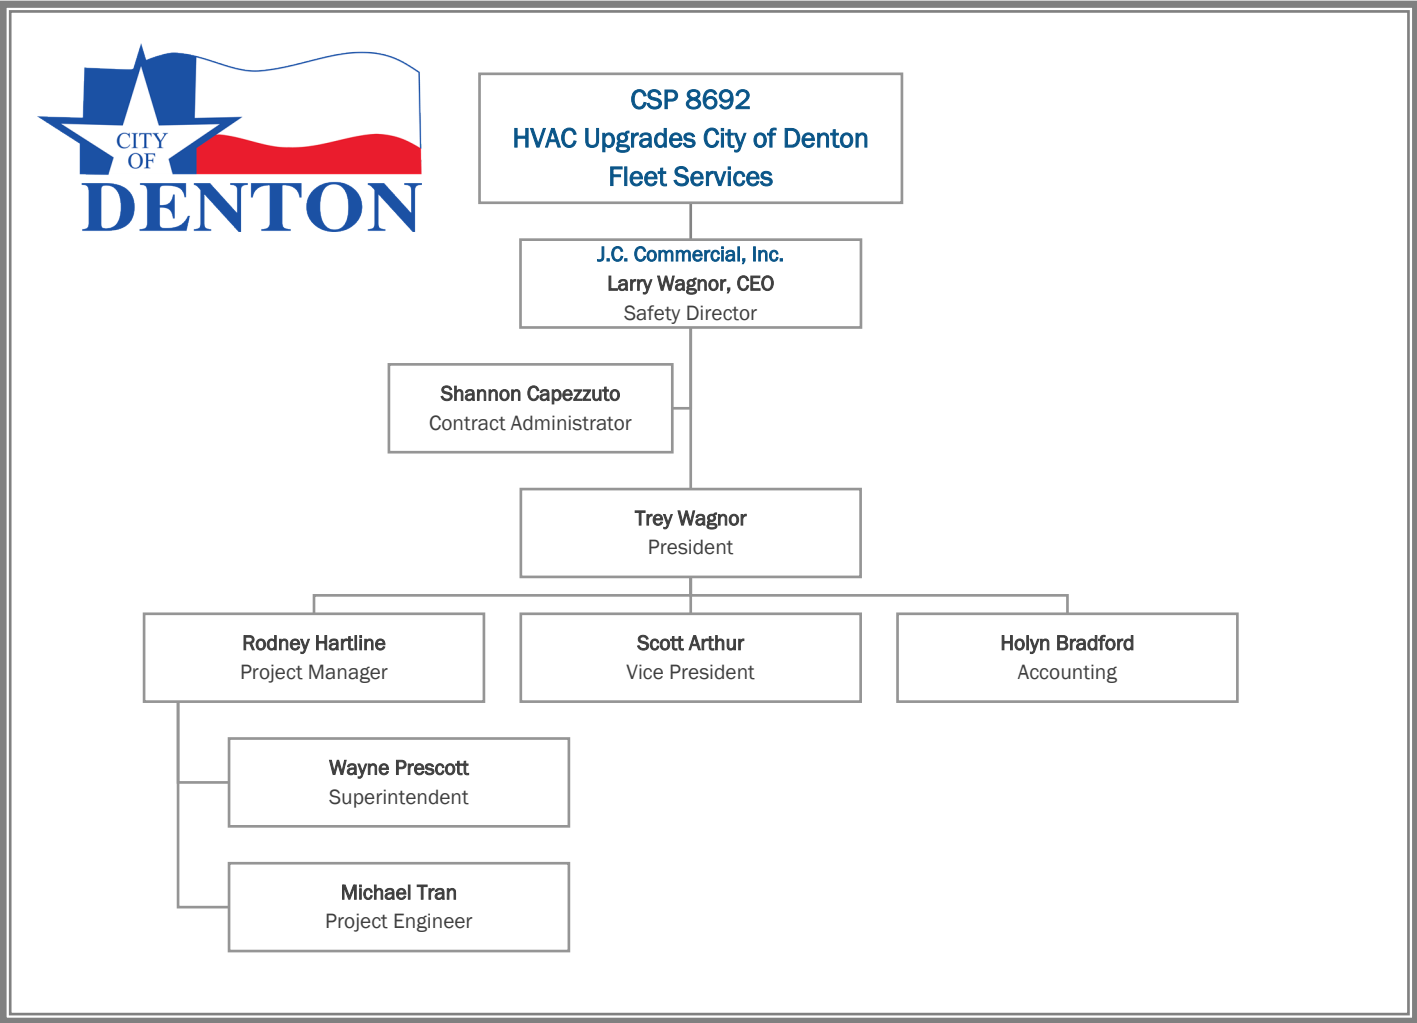 CITY
OF
DENTON
CSP 8692
HVAC Upgrades City of Denton
Fleet Services
J.C. Commercial, Inc.
Larry Wagnor, CEO
Safety Director
Shannon Capezzuto
Contract Administrator
Trey Wagnor
President
Rodney Hartline
Project Manager
Scott Arthur
Vice President
Holyn Bradford
Accounting
Wayne Prescott
Superintendent
Michael Tran
Project Engineer